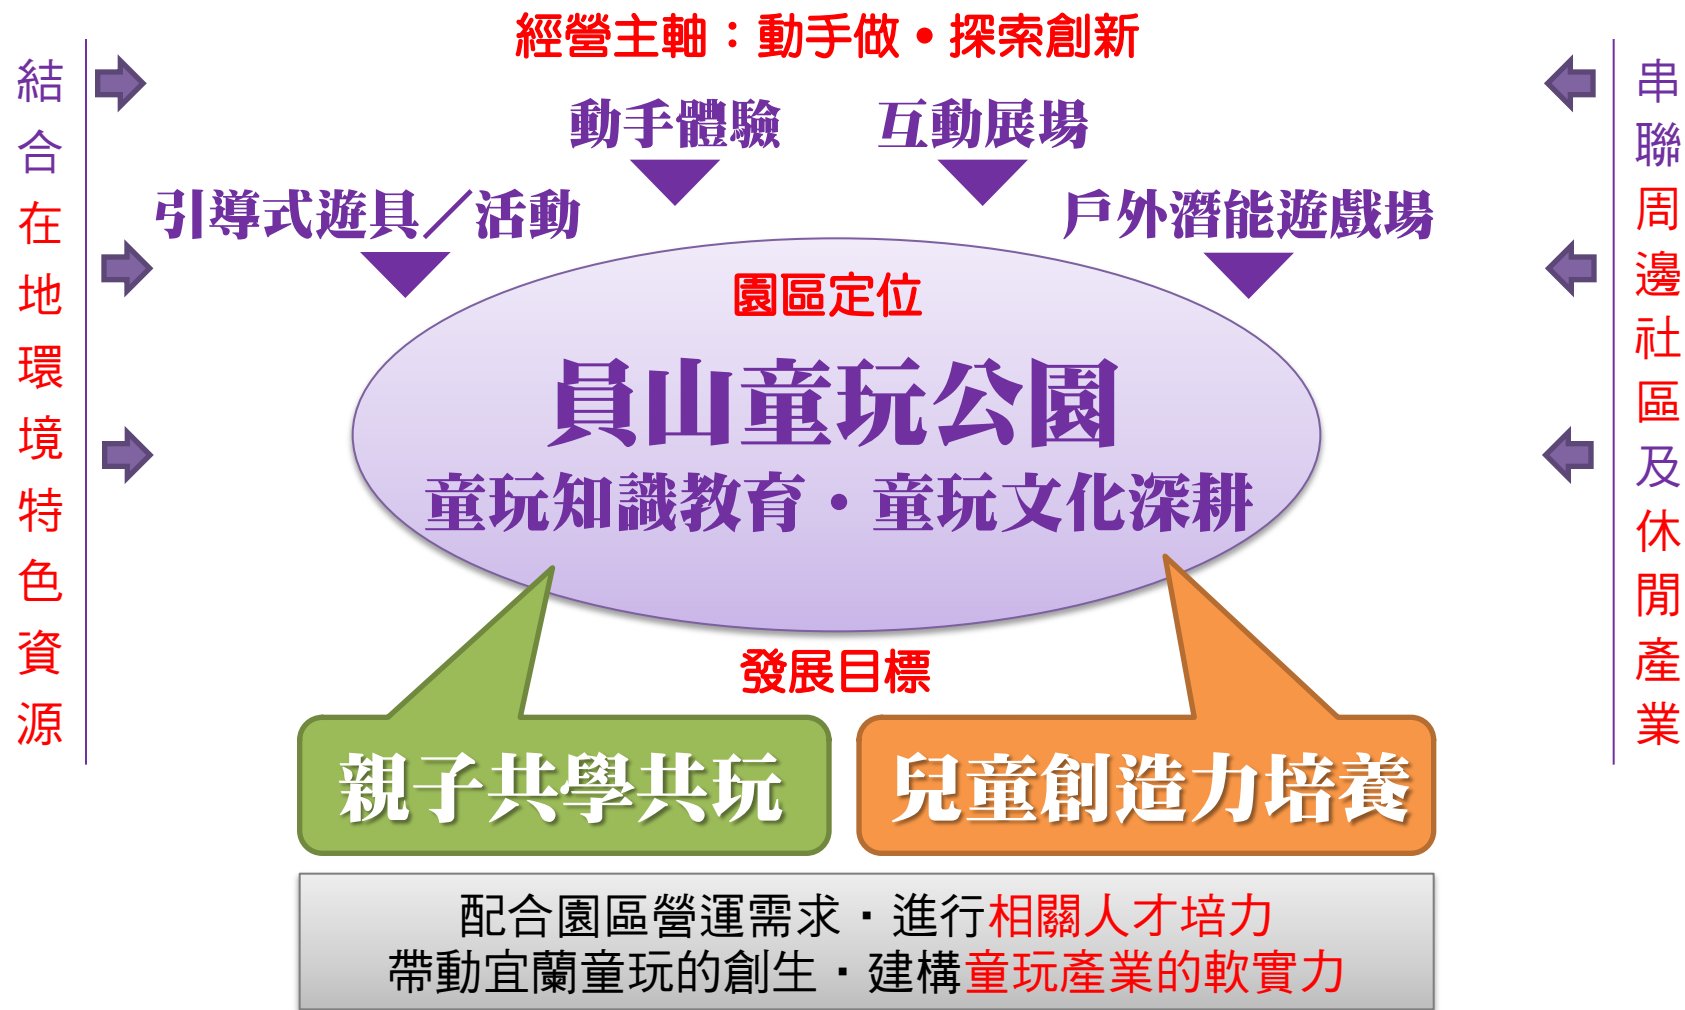 經營主軸：動手做•探索創新
動手體驗
互動展場
引導式遊具／活動
戶外潛能遊戲場
結合在地環境特色資源
串聯周邊社區及休閒產業
園區定位
員山童玩公園
童玩知識教育・童玩文化深耕
發展目標
親子共學共玩
兒童創造力培養
配合園區營運需求・進行相關人才培力
帶動宜蘭童玩的創生・建構童玩產業的軟實力